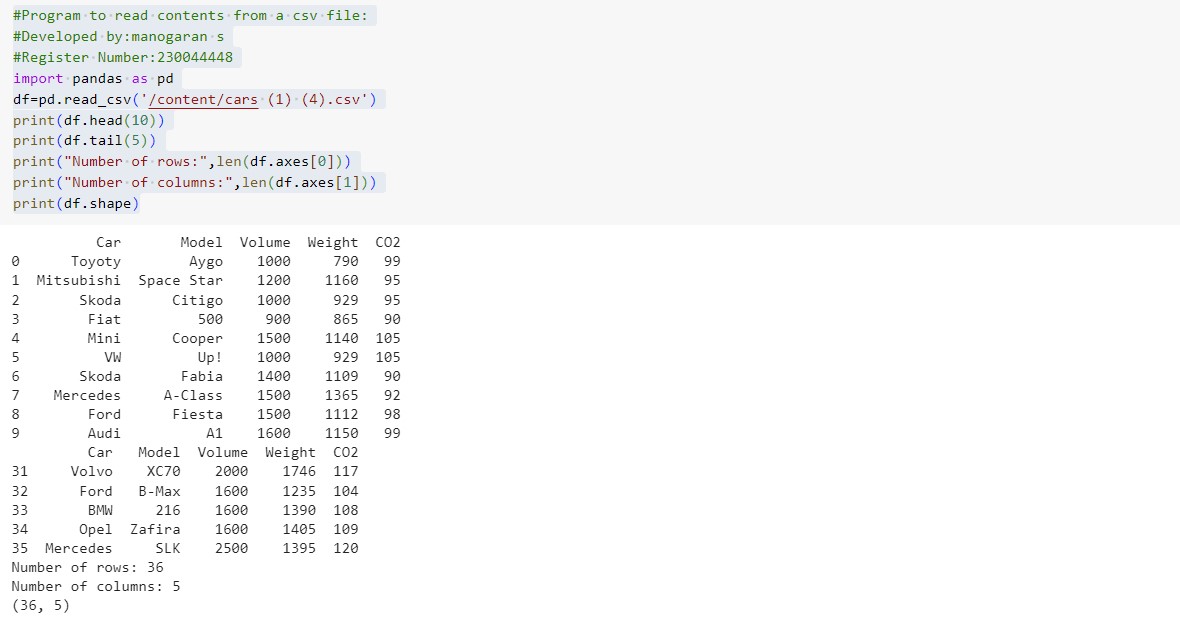 #Program to read contents from a csv file:
#Developed by:manogaran s
#Register Number:230044448
import pandas as pd
df=pd.read_csv('/content/cars (1) (4).csv')
print(df.head(10))
print(df.tail(5))
print("Number of rows:",len(df.axes[0]))
print("Number of columns:",len(df.axes[1]))
print(df.shape)
Car Model Volume Weight CO2
0 Toyoty Aygo 1000 790 99
1 Mitsubishi Space Star 1200 1160 95
2 Skoda Citigo 1000 929 95
3 Fiat 500 900 865 90
4 Mini Cooper 1500 1140 105
5 VW Up! 1000 929 105
6 Skoda Fabia 1400 1109 90
7 Mercedes A-Class 1500 1365 92
8 Ford Fiesta 1500 1112 98
9 Audi A1 1600 1150 99
Car Model Volume Weight CO2
31 Volvo XC70 2000 1746 117
32 Ford B-Max 1600 1235 104
33 BMW 216 1600 1390 108
34 Opel Zafira 1600 1405 109
35 Mercedes SLK 2500 1395 120
Number of rows: 36
Number of columns: 5
(36, 5)